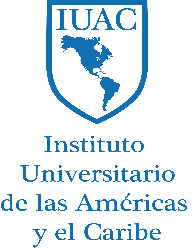 IUAC
Instituto
Universitario
de las Américas
y el Caribe